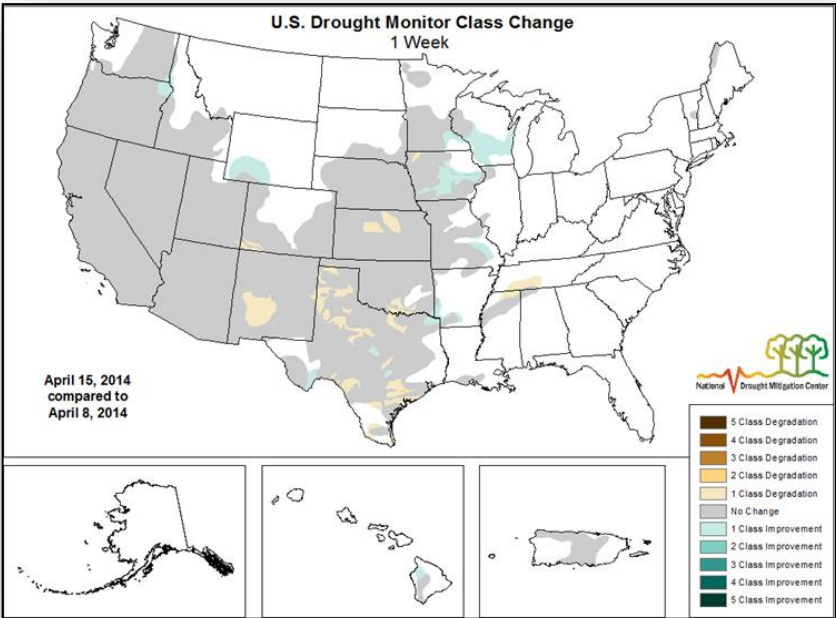 U.S. Drought Monitor Class Change
1 Week
April 15, 2014
compared to
April 8, 2014
National Drought Mitigation Center
5 Class Degradation
4 Class Degradation
3 Class Degradation
2 Class Degradation
1 Class Degradation
No Change
1 Class Improvement
2 Class Improvement
3 Class Improvement
4 Class Improvement
5 Class Improvement